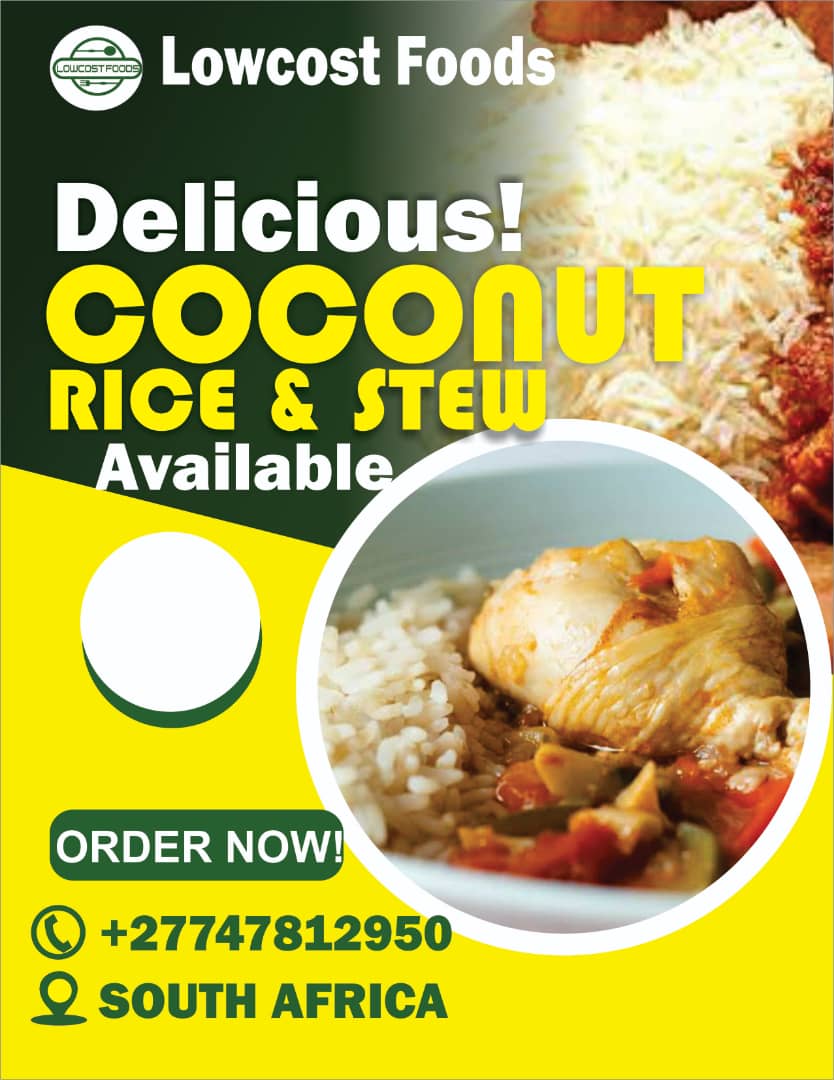 LOWCOST FOODS
Lowcost Foods
Delicious!
COCONUT
RICE & STEW
Available
ORDER NOW!
+27747812950
SOUTH AFRICA